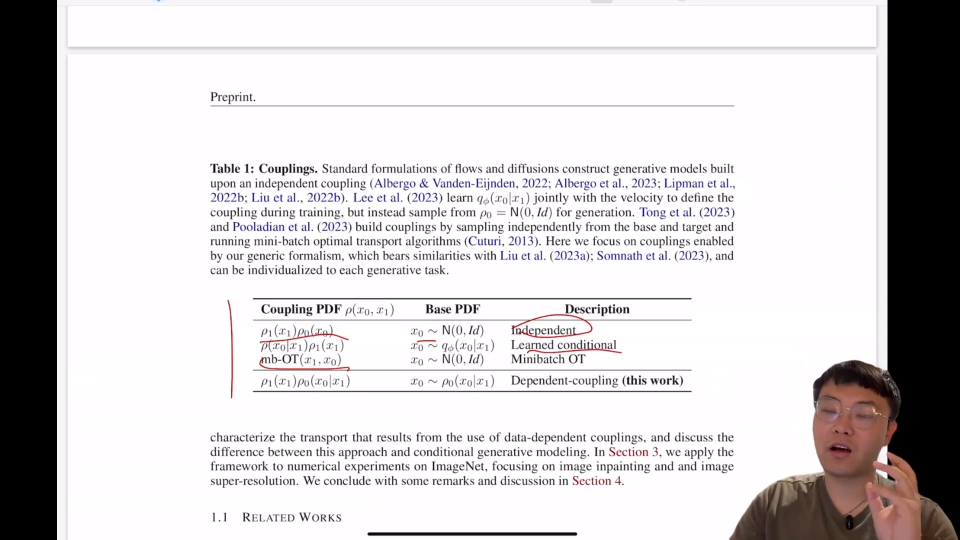 Preprint.
Table 1: Couplings. Standard formulations of flows and diffusions construct generative models built
upon an independent coupling (Albergo & Vanden-Eijnden, 2022; Albergo et al., 2023; Lipman et al.,
2022b; Liu et al., 2022b). Lee et al. (2023) learn qϕ(x0|x1) jointly with the velocity to define the
coupling during training, but instead sample from ρ0 = N(0, Id) for generation. Tong et al. (2023)
and Pooladian et al. (2023) build couplings by sampling independently from the base and target and
running mini-batch optimal transport algorithms (Cuturi, 2013). Here we focus on couplings enabled
by our generic formalism, which bears similarities with Liu et al. (2023a); Somnath et al. (2023), and
can be individualized to each generative task.
Coupling PDF ρ(x0, x1) Base PDF Description
ρ1(x1)ρ0(x0) x0 ∼ N(0, Id) Independent
ρ(x0|x1)ρ1(x1) x0 ∼ qϕ(x0|x1) Learned conditional
mb-OT(x1, x0) x0 ∼ N(0, Id) Minibatch OT
ρ1(x1)ρ0(x0|x1) x0 ∼ ρ0(x0|x1) Dependent-coupling (this work)
characterize the transport that results from the use of data-dependent couplings, and discuss the
difference between this approach and conditional generative modeling. In Section 3, we apply the
framework to numerical experiments on ImageNet, focusing on image inpainting and and image
super-resolution. We conclude with some remarks and discussion in Section 4.
1.1 RELATED WORKS